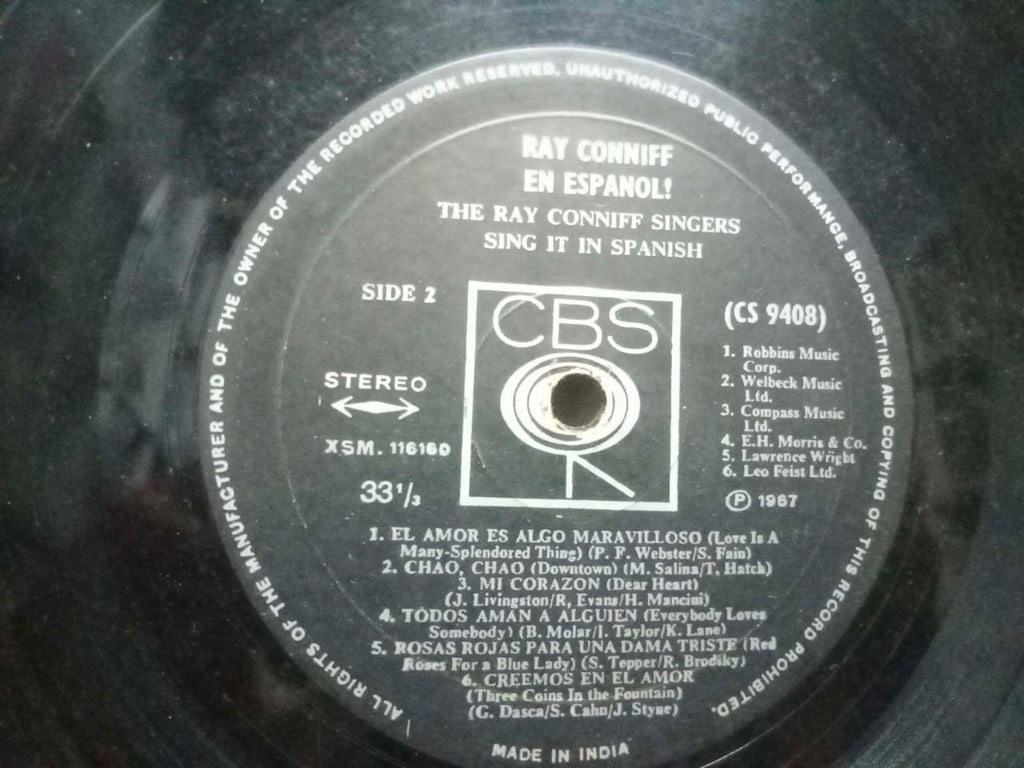 ALL RIGHTS OF THE MANUFACTURER AND OF THE OWNER OF THE RECORDED WORK RESERVED. UNAUTHORIZED PUBLIC PERFORMANCE, BROADCASTING AND COPYING OF THIS RECORD PROHIBITED.
RAY CONNIFF
EN ESPANOL!
THE RAY CONNIFF SINGERS
SING IT IN SPANISH
SIDE 2
CBS
(CS 9408)
STEREO
XSM. 116160
33 1/3
1. Robbins Music
Corp.
2. Welbeck Music
Ltd.
3. Compass Music
Ltd.
4. E.H. Morris & Co.
5. Lawrence Wright
6. Leo Feist Ltd.
℗ 1967
1. EL AMOR ES ALGO MARAVILLOSO (Love Is A
Many-Splendored Thing) (P. F. Webster/S. Fain)
2. CHAO, CHAO (Downtown) (M. Salina/T. Hatch)
3. MI CORAZON (Dear Heart)
(J. Livingston/R, Evans/H. Mancini)
4. TODOS AMAN A ALGUIEN (Everybody Loves
Somebody) (B. Molar/I. Taylor/K. Lane)
5. ROSAS ROJAS PARA UNA DAMA TRISTE (Red
Roses For a Blue Lady) (S. Tepper/R. Brodsky)
6. CREEMOS EN EL AMOR
(Three Coins In the Fountain)
(G. Dasca/S. Cahn/J. Styne)
MADE IN INDIA